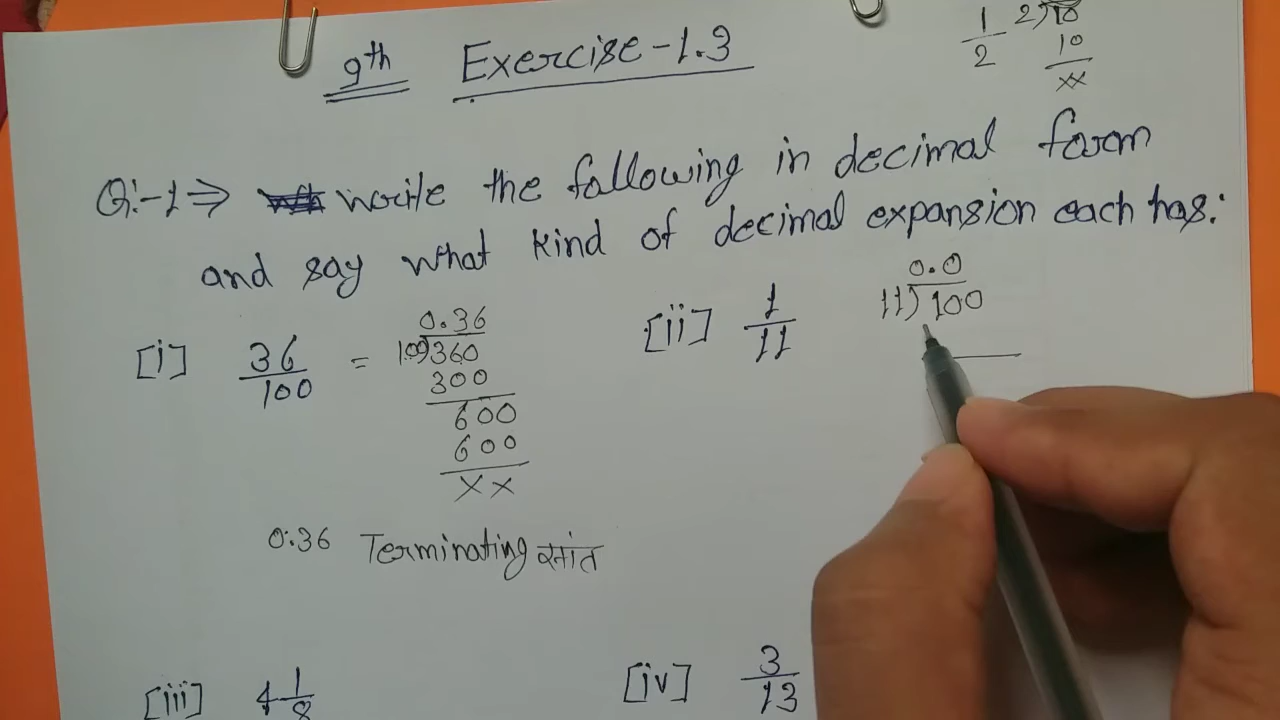 9th Exercise-1.3
1/2 2)10
10
xx
Q:-1⇒ write the following in decimal form
and say what kind of decimal expansion each has:
[i] 36/100 = 100)360 0.36
300
600
600
xx
[ii] 1/11 11)100 0.0
0.36 Terminating सांत
[iii] 4 1/8
[iv] 3/13